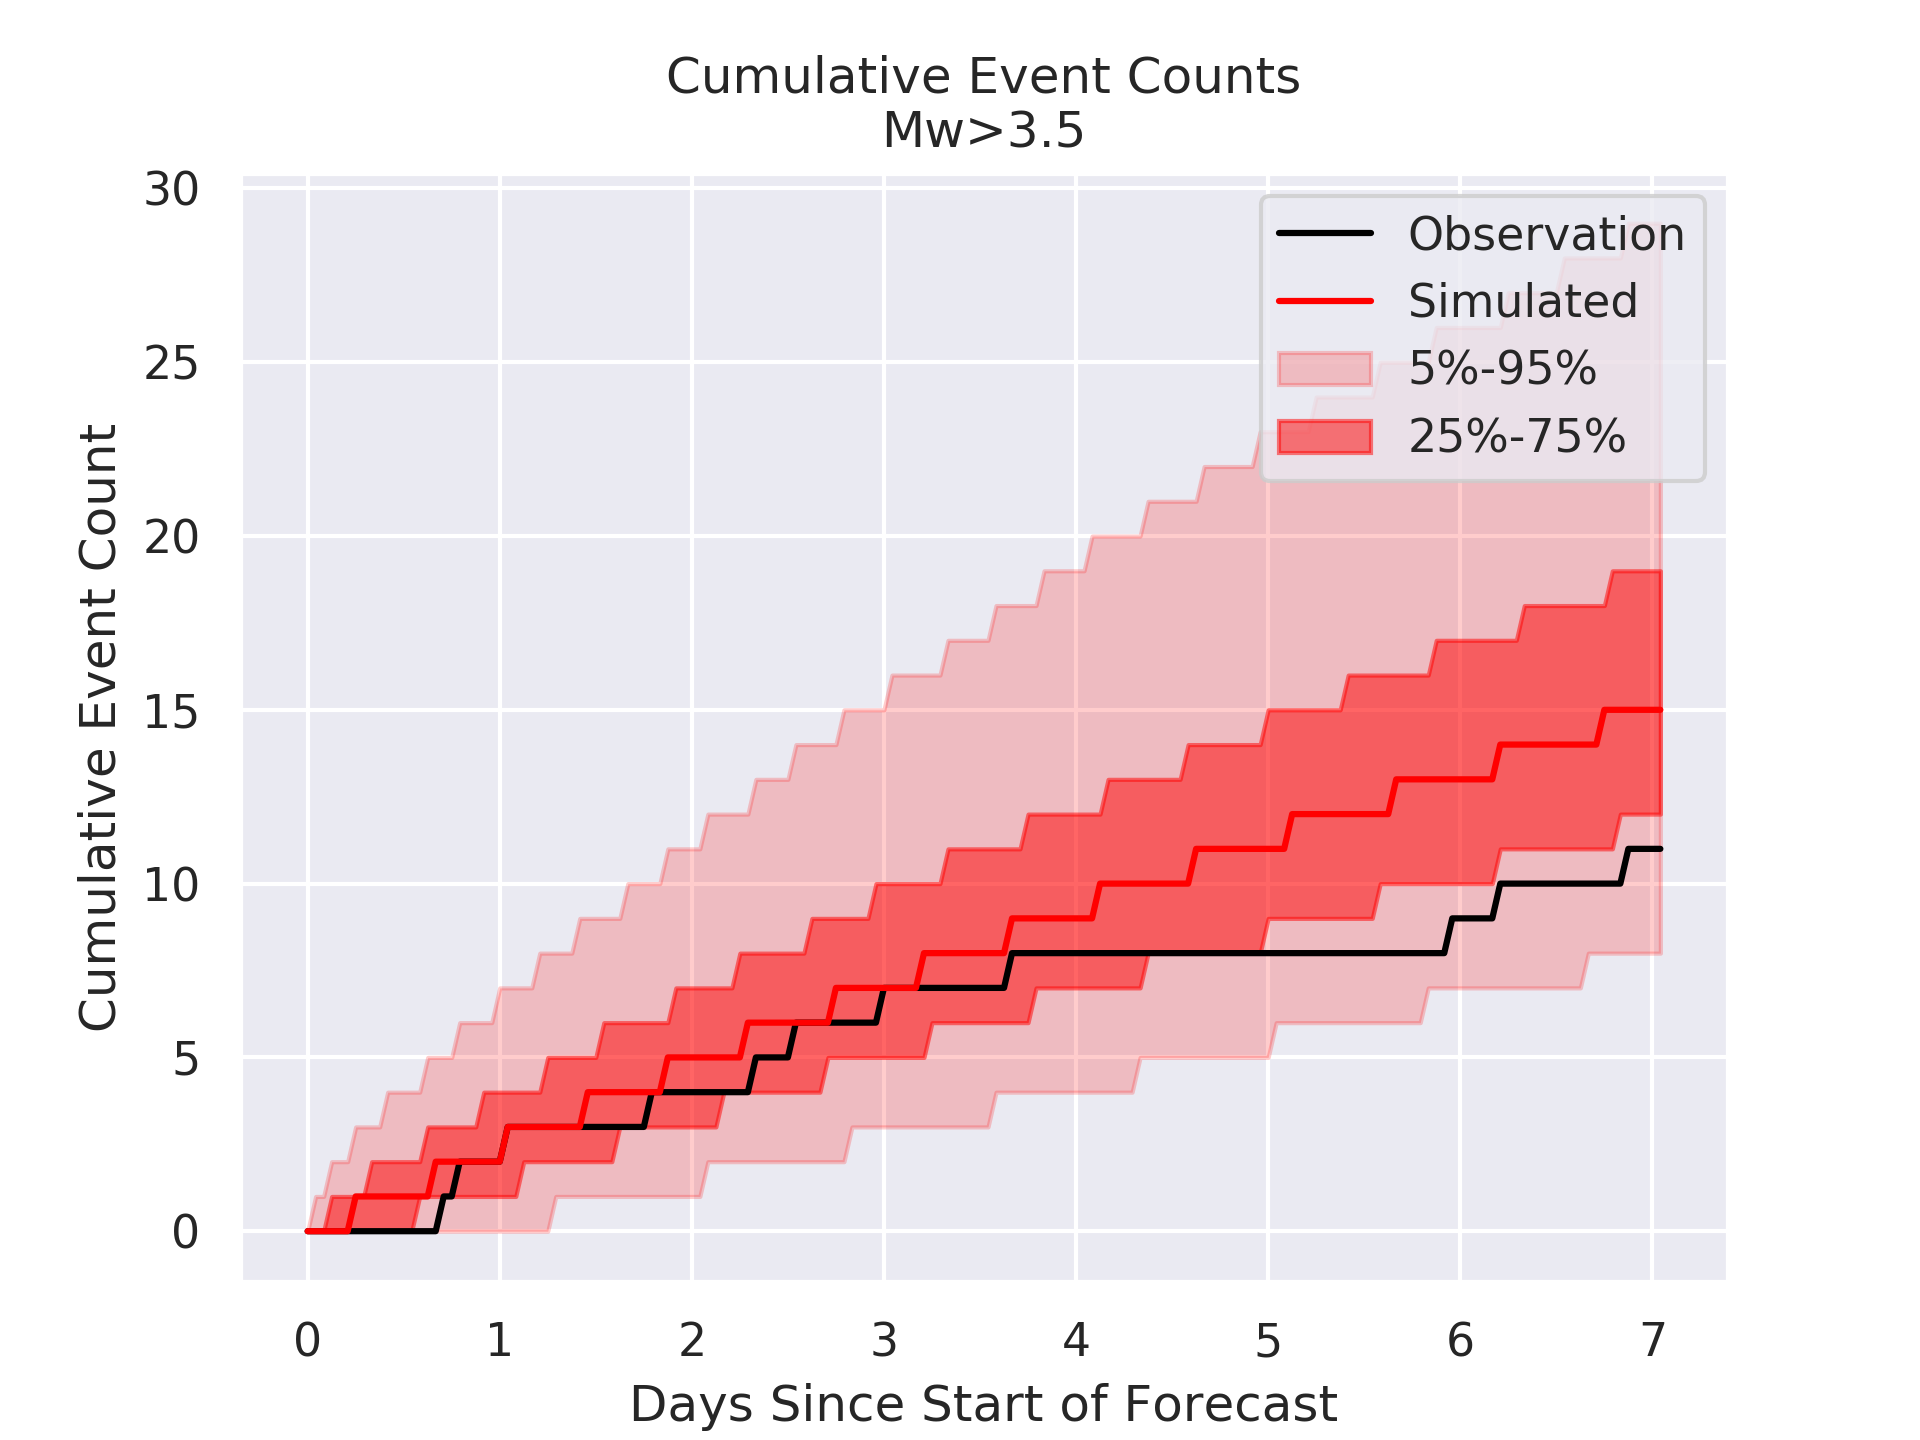 Cumulative Event Counts
Mw>3.5
30
25
20
15
10
5
0
Cumulative Event Count
Observation
Simulated
5%-95%
25%-75%
0 1 2 3 4 5 6 7
Days Since Start of Forecast